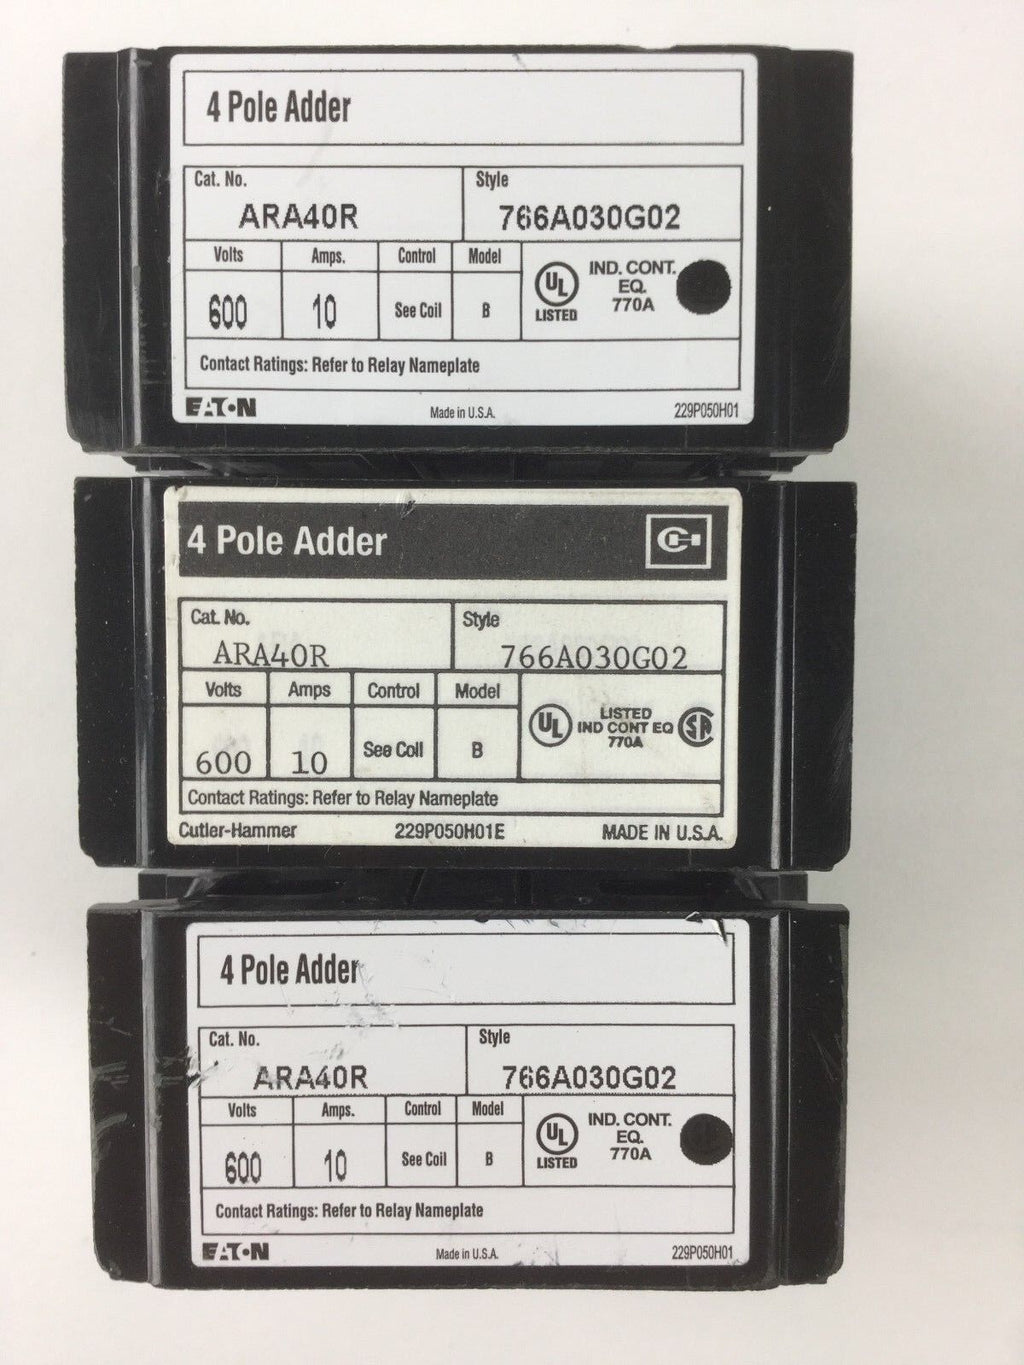 4 Pole Adder
Cat. No.
Style
ARA40R
766A030G02
Volts
Amps.
Control
Model
600
10
See Coil
B
UL
LISTED
IND. CONT.
EQ.
770A
Contact Ratings: Refer to Relay Nameplate
EATON
Made in U.S.A.
229P050H01
4 Pole Adder
CH
Cat. No.
Style
ARA40R
766A030G02
Volts
Amps
Control
Model
600
10
See Coil
B
UL
LISTED
IND CONT EQ
770A
SA
Contact Ratings: Refer to Relay Nameplate
Cutler-Hammer
229P050H01E
MADE IN U.S.A.
4 Pole Adder
Cat. No.
Style
ARA40R
766A030G02
Volts
Amps.
Control
Model
600
10
See Coil
B
UL
LISTED
IND. CONT.
EQ.
770A
Contact Ratings: Refer to Relay Nameplate
EATON
Made in U.S.A.
229P050H01